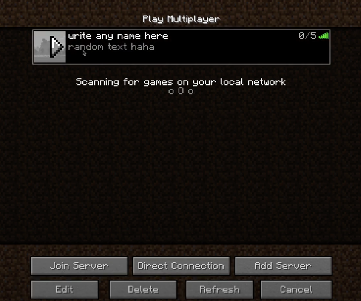 Play Multiplayer
write any name here
0/5
random text haha
Scanning for games on your local network
o O o
Join Server
Direct Connection
Add Server
Edit
Delete
Refresh
Cancel